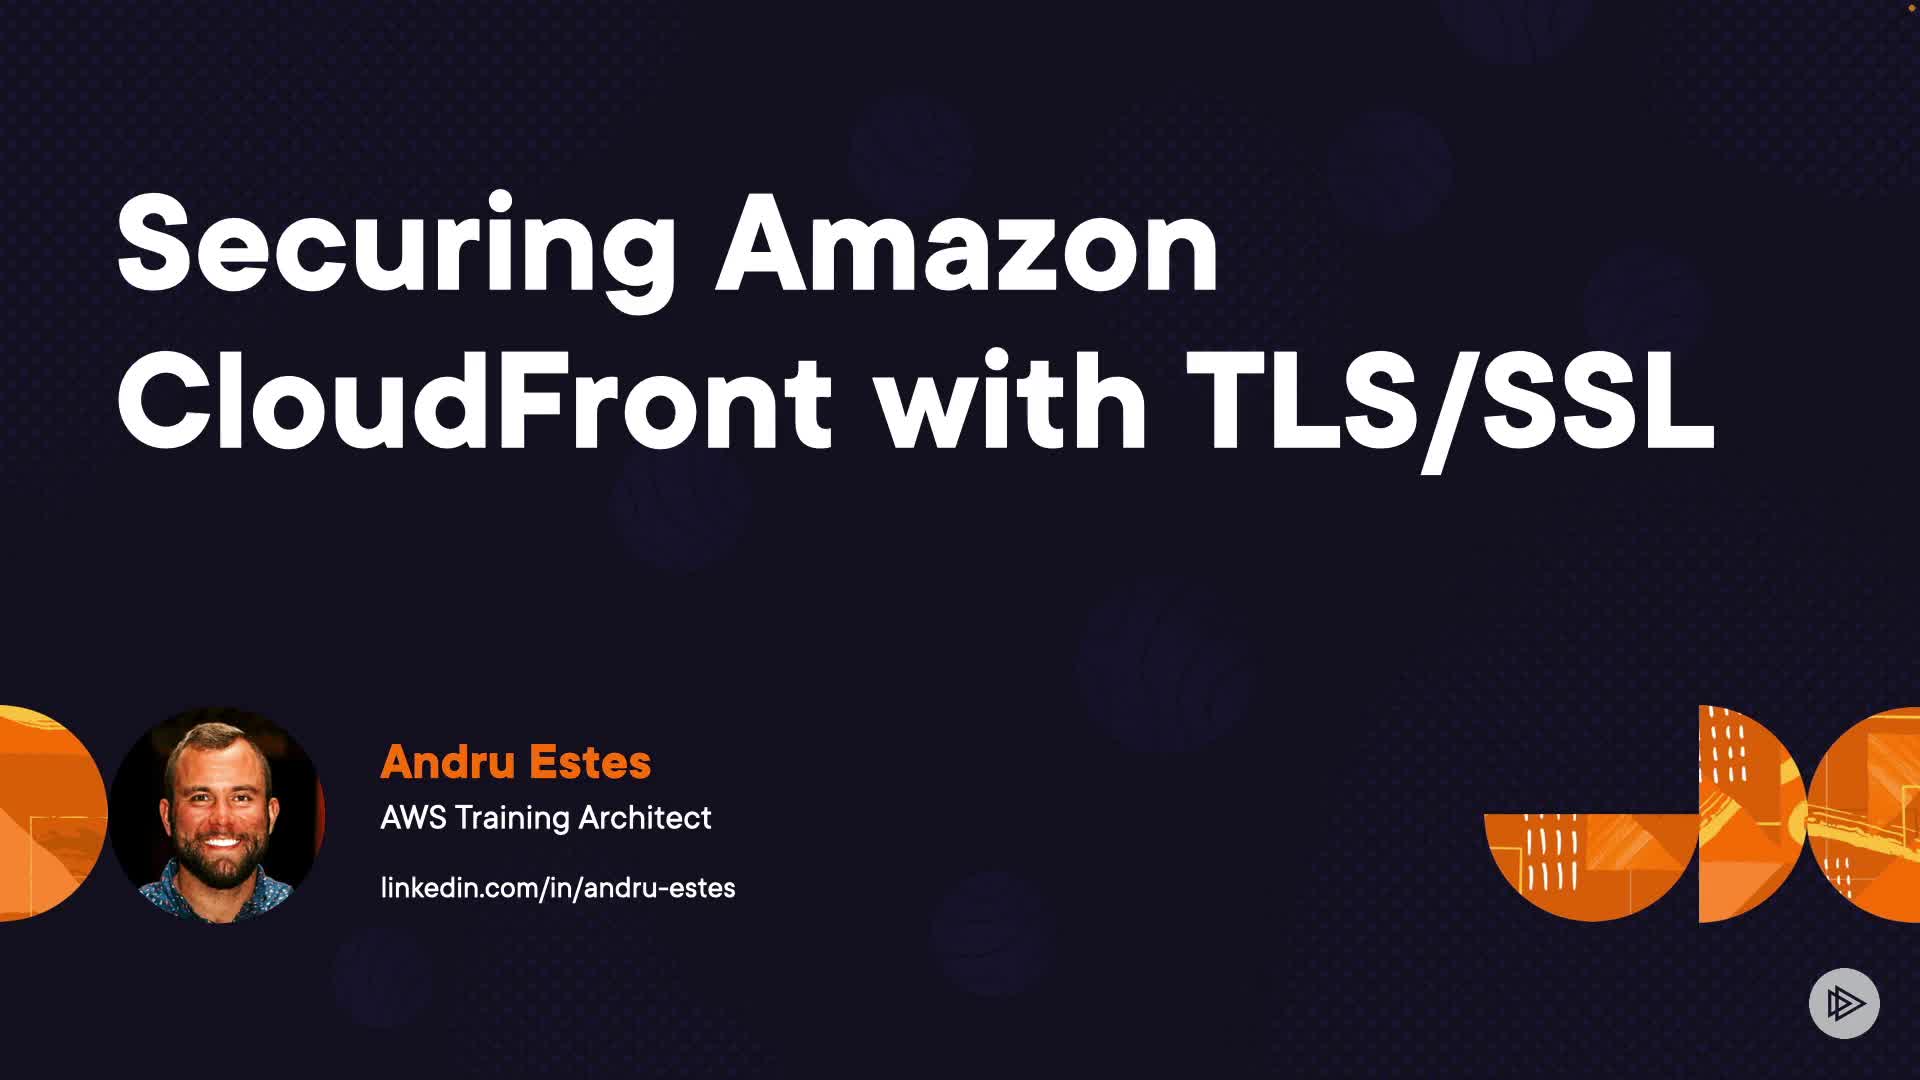 Securing Amazon
CloudFront with TLS/SSL
Andru Estes
AWS Training Architect
linkedin.com/in/andru-estes